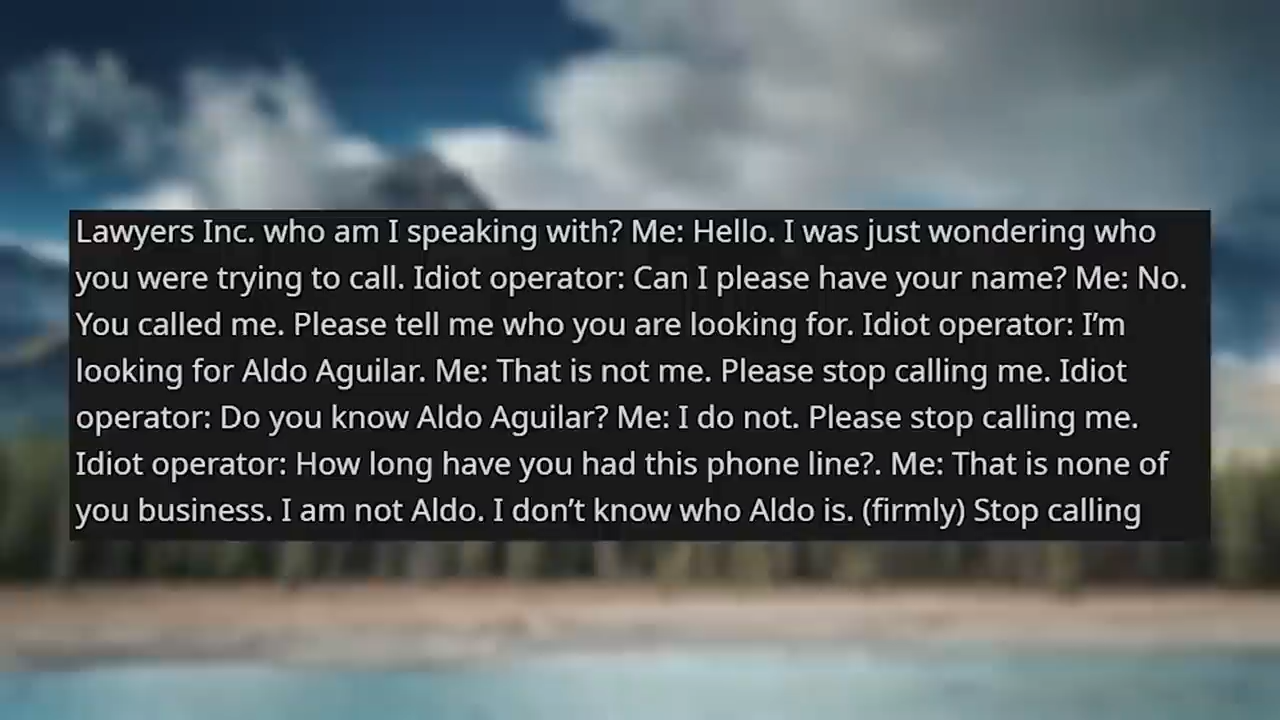 Lawyers Inc. who am I speaking with? Me: Hello. I was just wondering who
you were trying to call. Idiot operator: Can I please have your name? Me: No.
You called me. Please tell me who you are looking for. Idiot operator: I’m
looking for Aldo Aguilar. Me: That is not me. Please stop calling me. Idiot
operator: Do you know Aldo Aguilar? Me: I do not. Please stop calling me.
Idiot operator: How long have you had this phone line?. Me: That is none of
you business. I am not Aldo. I don’t know who Aldo is. (firmly) Stop calling